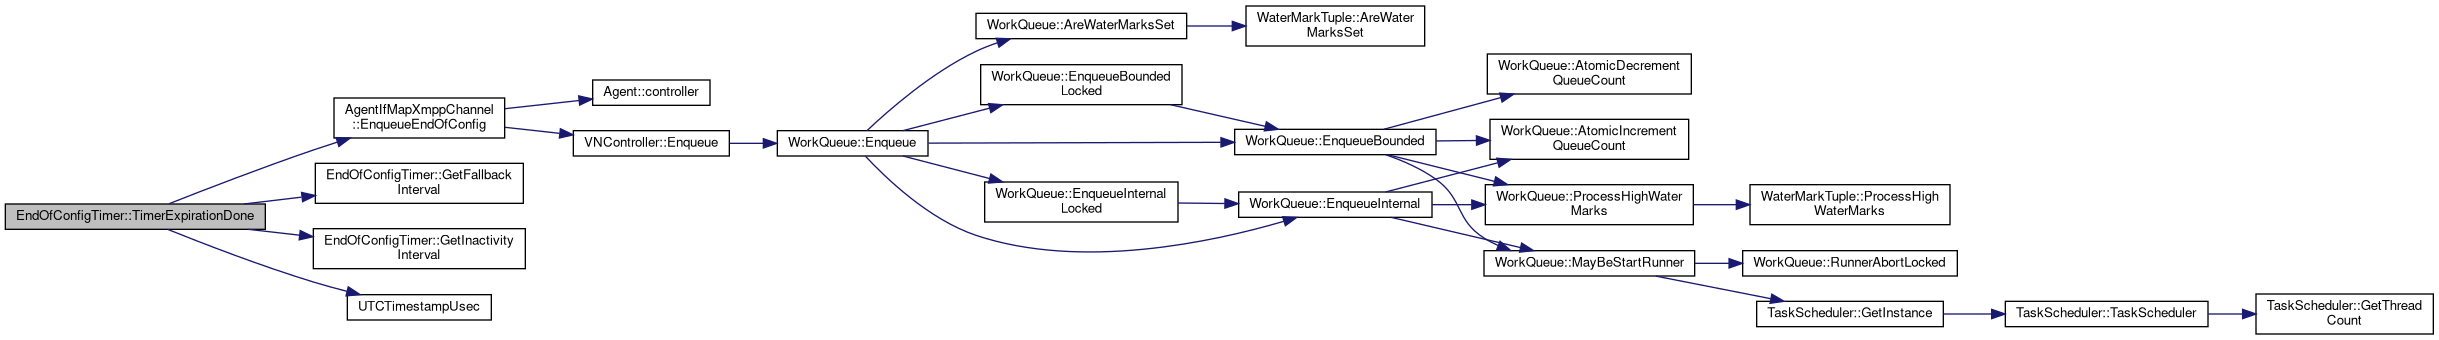 EndOfConfigTimer::TimerExpirationDone
AgentIfMapXmppChannel
::EnqueueEndOfConfig
EndOfConfigTimer::GetFallback
Interval
EndOfConfigTimer::GetInactivity
Interval
UTCTimestampUsec
Agent::controller
VNController::Enqueue
WorkQueue::Enqueue
WorkQueue::AreWaterMarksSet
WorkQueue::EnqueueBounded
Locked
WorkQueue::EnqueueInternal
Locked
WaterMarkTuple::AreWater
MarksSet
WorkQueue::EnqueueBounded
WorkQueue::EnqueueInternal
WorkQueue::AtomicDecrement
QueueCount
WorkQueue::AtomicIncrement
QueueCount
WorkQueue::ProcessHighWater
Marks
WorkQueue::MayBeStartRunner
WaterMarkTuple::ProcessHigh
WaterMarks
WorkQueue::RunnerAbortLocked
TaskScheduler::GetInstance
TaskScheduler::TaskScheduler
TaskScheduler::GetThread
Count